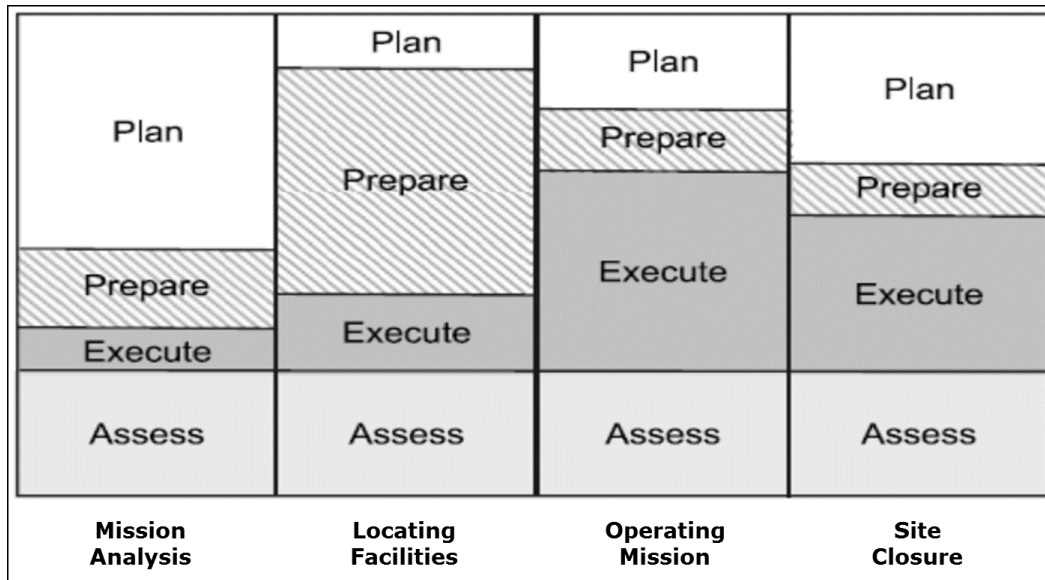 Plan
Prepare
Execute
Assess
Plan
Prepare
Execute
Assess
Plan
Prepare
Execute
Assess
Plan
Prepare
Execute
Assess
Mission
Analysis
Locating
Facilities
Operating
Mission
Site
Closure